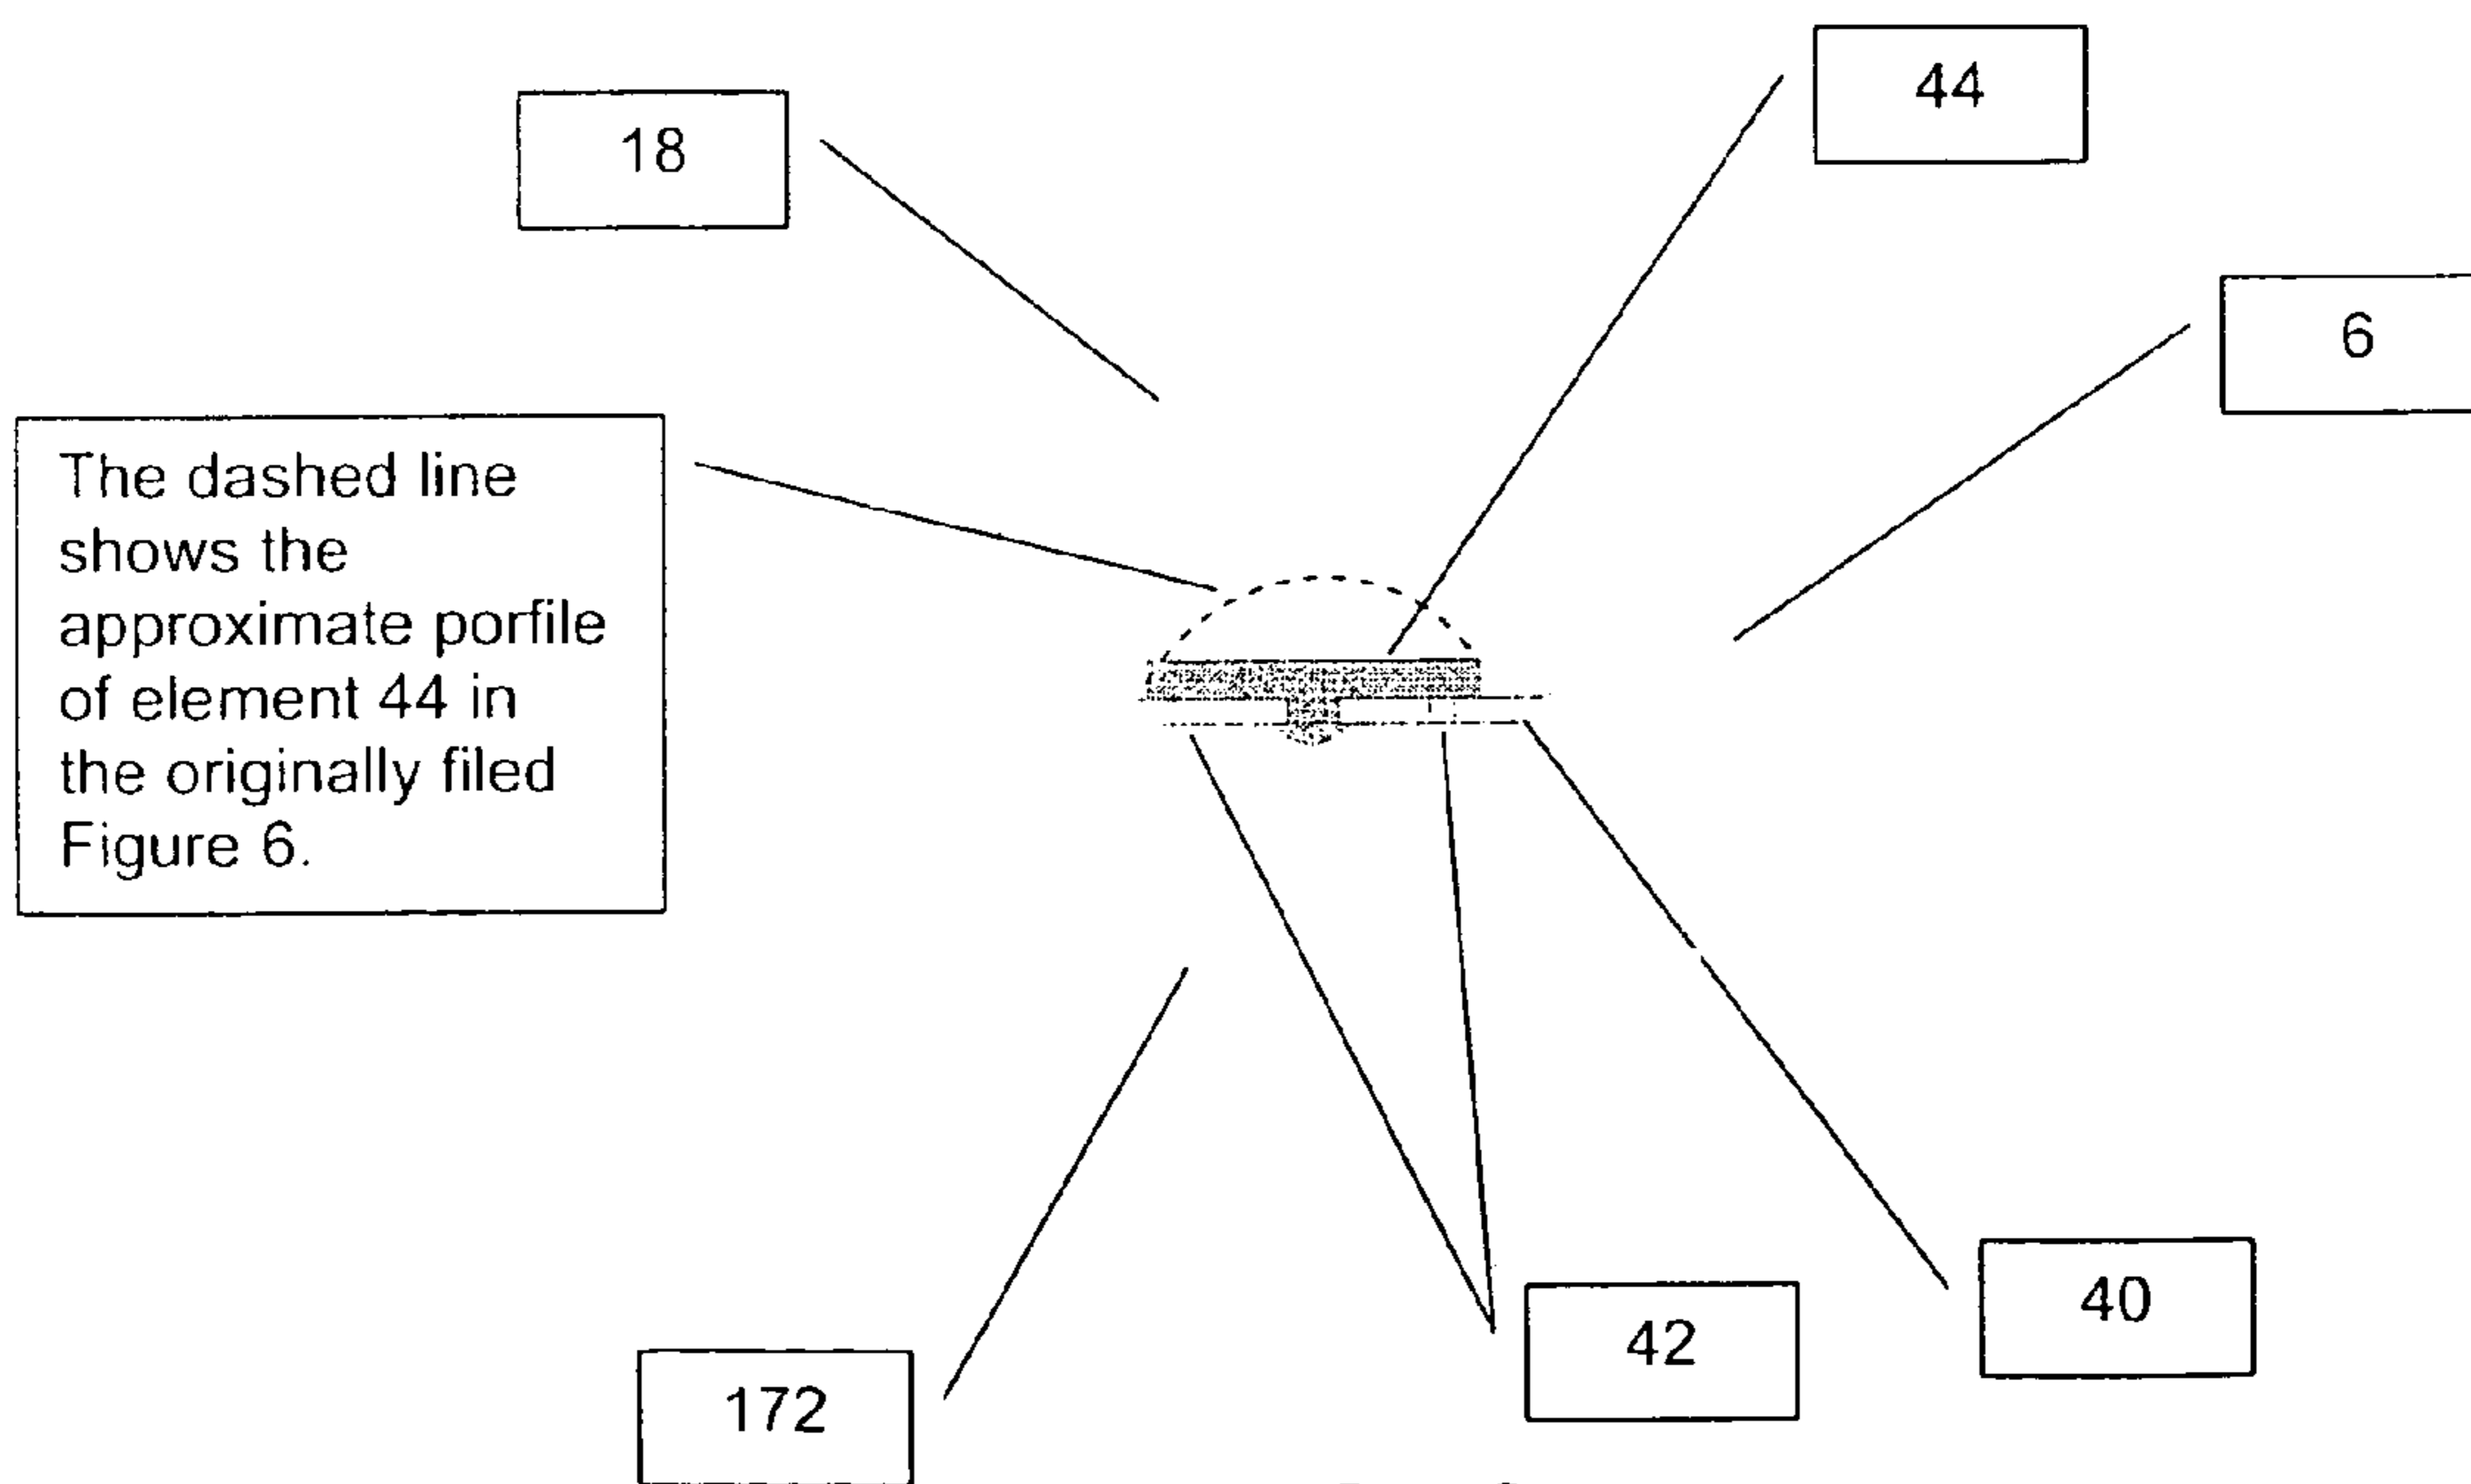 44
18
6
The dashed line
shows the
approximate porfile
of element 44 in
the originally filed
Figure 6.
40
42
172